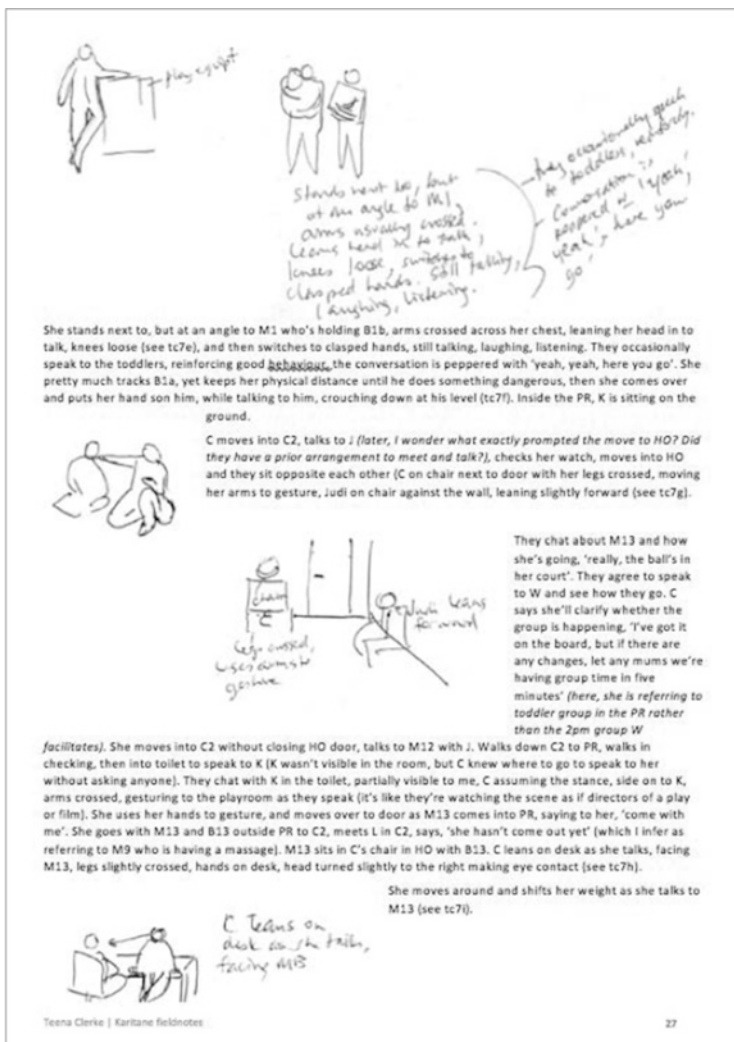 play equipt
Stands next to, but
at an angle to M1,
arms usually crossed.
Leans head in to talk,
knees loose, switches to
clasped hands. Still talking,
laughing, listening.
they occasionally speak
to toddlers, reinforcing.
Conversation is
peppered w 'yeah,
yeah', here you
go'
She stands next to, but at an angle to M1 who's holding B1b, arms crossed across her chest, leaning her head in to
talk, knees loose (see tc7e), and then switches to clasped hands, still talking, laughing, listening. They occasionally
speak to the toddlers, reinforcing good behaviour, the conversation is peppered with 'yeah, yeah, here you go'. She
pretty much tracks B1a, yet keeps her physical distance until he does something dangerous, then she comes over
and puts her hand son him, while talking to him, crouching down at his level (tc7f). Inside the PR, K is sitting on the
ground.
C moves into C2, talks to J (later, I wonder what exactly prompted the move to HO? Did
they have a prior arrangement to meet and talk?), checks her watch, moves into HO
and they sit opposite each other (C on chair next to door with her legs crossed, moving
her arms to gesture, Judi on chair against the wall, leaning slightly forward (see tc7g).
Chair
C
Legs crossed,
uses arms to
gesture
Judi leans
forward
They chat about M13 and how
she's going, 'really, the ball's in
her court'. They agree to speak
to W and see how they go. C
says she'll clarify whether the
group is happening, 'I've got it
on the board, but if there are
any changes, let any mums we're
having group time in five
minutes' (here, she is referring to
toddler group in the PR rather
than the 2pm group W
facilitates). She moves into C2 without closing HO door, talks to M12 with J. Walks down C2 to PR, walks in
checking, then into toilet to speak to K (K wasn't visible in the room, but C knew where to go to speak to her
without asking anyone). They chat with K in the toilet, partially visible to me, C assuming the stance, side on to K,
arms crossed, gesturing to the playroom as they speak (it's like they're watching the scene as if directors of a play
or film). She uses her hands to gesture, and moves over to door as M13 comes into PR, saying to her, 'come with
me'. She goes with M13 and B13 outside PR to C2, meets L in C2, says, 'she hasn't come out yet' (which I infer as
referring to M9 who is having a massage). M13 sits in C's chair in HO with B13. C leans on desk as she talks, facing
M13, legs slightly crossed, hands on desk, head turned slightly to the right making eye contact (see tc7h).
She moves around and shifts her weight as she talks to
M13 (see tc7i).
C leans on
desk as she talks,
facing M13
Teena Clerke | Karitane fieldnotes
27